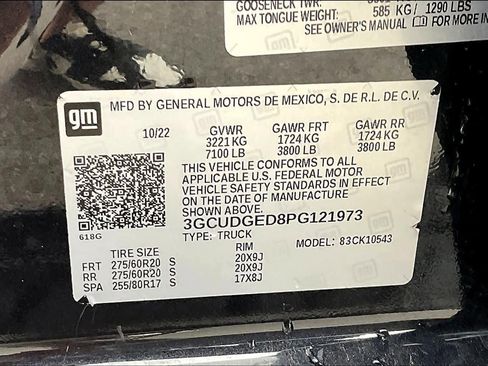 GOOSENECK TWR:
MAX TONGUE WEIGHT: 585 KG / 1290 LBS
SEE OWNER'S MANUAL FOR MORE IN
gm
MFD BY GENERAL MOTORS DE MEXICO, S. DE R.L. DE C.V.
10/22 GVWR GAWR FRT GAWR RR
3221 KG 1724 KG 1724 KG
7100 LB 3800 LB 3800 LB
THIS VEHICLE CONFORMS TO ALL
APPLICABLE U.S. FEDERAL MOTOR
VEHICLE SAFETY STANDARDS IN EFFECT
ON THE DATE OF MANUFACTURE
SHOWN ABOVE.
618G
3GCUDGED8PG121973
TYPE: TRUCK MODEL: 83CK10543
TIRE SIZE RIM
FRT 275/60R20 S 20X9J
RR 275/60R20 S 20X9J
SPA 255/80R17 S 17X8J